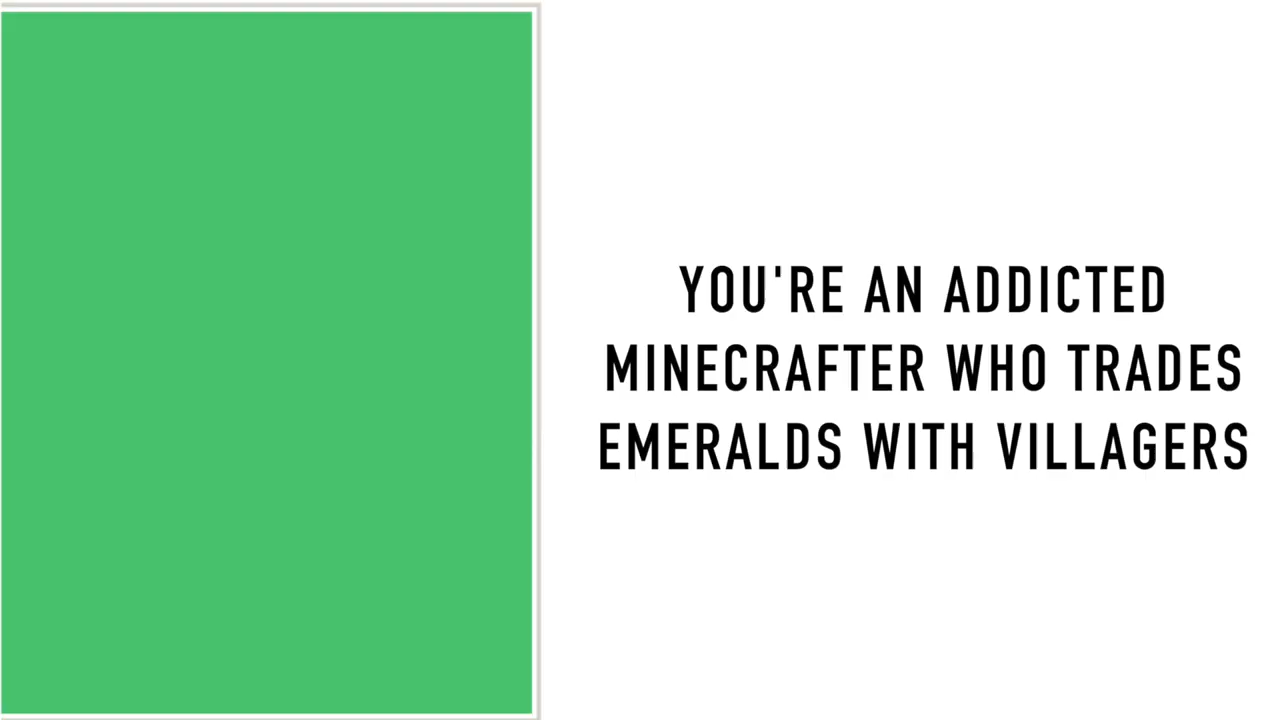 YOU'RE AN ADDICTED
MINECRAFTER WHO TRADES
EMERALDS WITH VILLAGERS